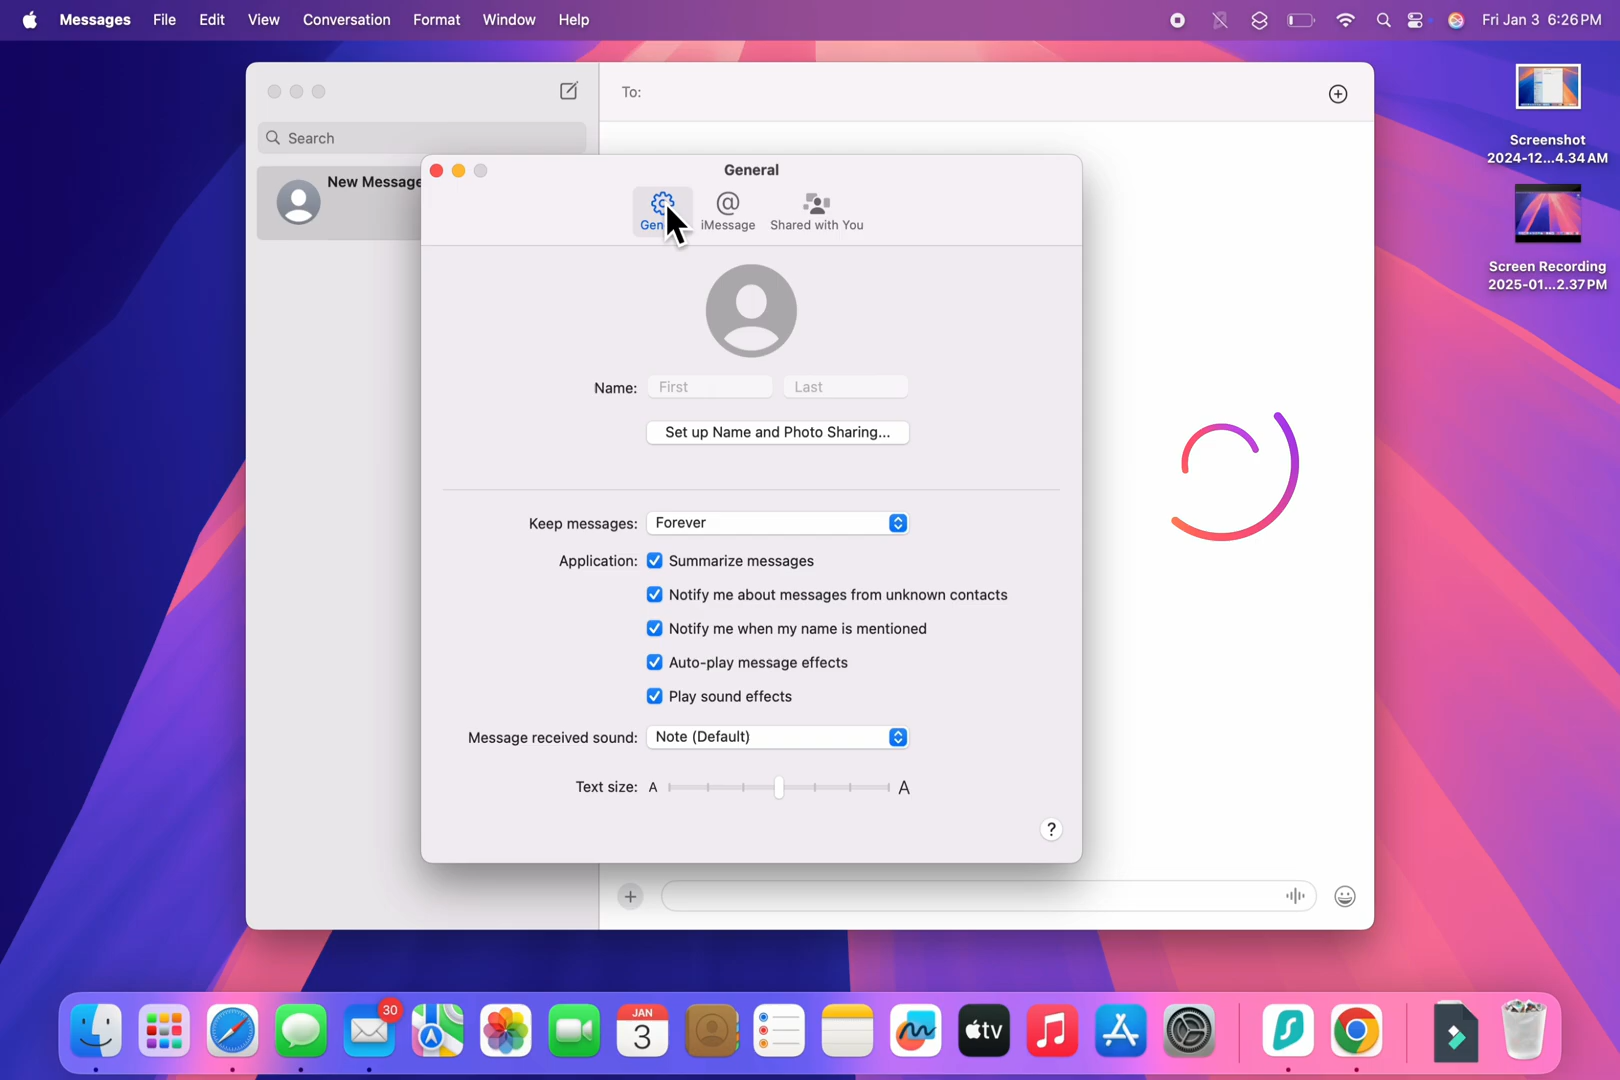 Messages File Edit View Conversation Format Window Help Fri Jan 3 6:26 PM
To:
Search
New Message
General
iMessage Shared with You
Name: First Last
Set up Name and Photo Sharing...
Keep messages: Forever
Application: Summarize messages
Notify me about messages from unknown contacts
Notify me when my name is mentioned
Auto-play message effects
Play sound effects
Message received sound: Note (Default)
Text size: A A
?
Screenshot
2024-12...4.34 AM
Screen Recording
2025-01...2.37 PM
30
JAN
3
tv